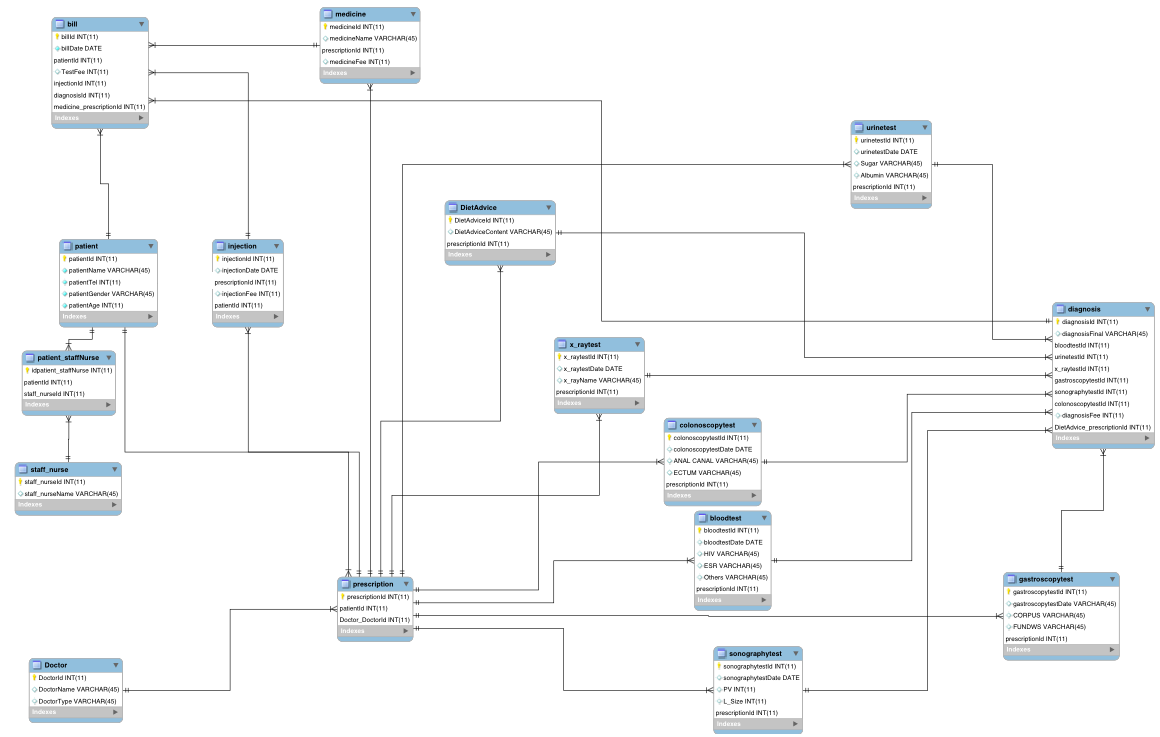 bill
billId INT(11)
billDate DATE
patientId INT(11)
TestFee INT(11)
injectionId INT(11)
diagnosisId INT(11)
medicine_prescriptionId INT(11)
Indexes
medicine
medicineId INT(11)
medicineName VARCHAR(45)
prescriptionId INT(11)
medicineFee INT(11)
Indexes
urinetest
urinetestId INT(11)
urinetestDate DATE
Sugar VARCHAR(45)
Albumin VARCHAR(45)
prescriptionId INT(11)
Indexes
DietAdvice
DietAdviceId INT(11)
DietAdviceContent VARCHAR(45)
prescriptionId INT(11)
Indexes
patient
patientId INT(11)
patientName VARCHAR(45)
patientTel INT(11)
patientGender VARCHAR(45)
patientAge INT(11)
Indexes
injection
injectionId INT(11)
injectionDate DATE
prescriptionId INT(11)
injectionFee INT(11)
patientId INT(11)
Indexes
diagnosis
diagnosisId INT(11)
diagnosisFinal VARCHAR(45)
bloodtestId INT(11)
urinetestId INT(11)
x_raytestId INT(11)
gastroscopytestId INT(11)
sonographytestId INT(11)
colonoscopytestId INT(11)
diagnosisFee INT(11)
DietAdvice_prescriptionId INT(11)
Indexes
patient_staffNurse
idpatient_staffNurse INT(11)
patientId INT(11)
staff_nurseId INT(11)
Indexes
x_raytest
x_raytestId INT(11)
x_raytestDate DATE
x_rayName VARCHAR(45)
prescriptionId INT(11)
Indexes
colonoscopytest
colonoscopytestId INT(11)
colonoscopytestDate DATE
ANAL CANAL VARCHAR(45)
ECTUM VARCHAR(45)
prescriptionId INT(11)
Indexes
staff_nurse
staff_nurseId INT(11)
staff_nurseName VARCHAR(45)
Indexes
bloodtest
bloodtestId INT(11)
bloodtestDate DATE
HIV VARCHAR(45)
ESR VARCHAR(45)
Others VARCHAR(45)
prescriptionId INT(11)
Indexes
prescription
prescriptionId INT(11)
patientId INT(11)
Doctor_DoctorId INT(11)
Indexes
gastroscopytest
gastroscopytestId INT(11)
gastroscopytestDate VARCHAR(45)
CORPUS VARCHAR(45)
FUNDWS VARCHAR(45)
prescriptionId INT(11)
Indexes
Doctor
DoctorId INT(11)
DoctorName VARCHAR(45)
DoctorType VARCHAR(45)
Indexes
sonographytest
sonographytestId INT(11)
sonographytestDate DATE
PV INT(11)
L_Size INT(11)
prescriptionId INT(11)
Indexes